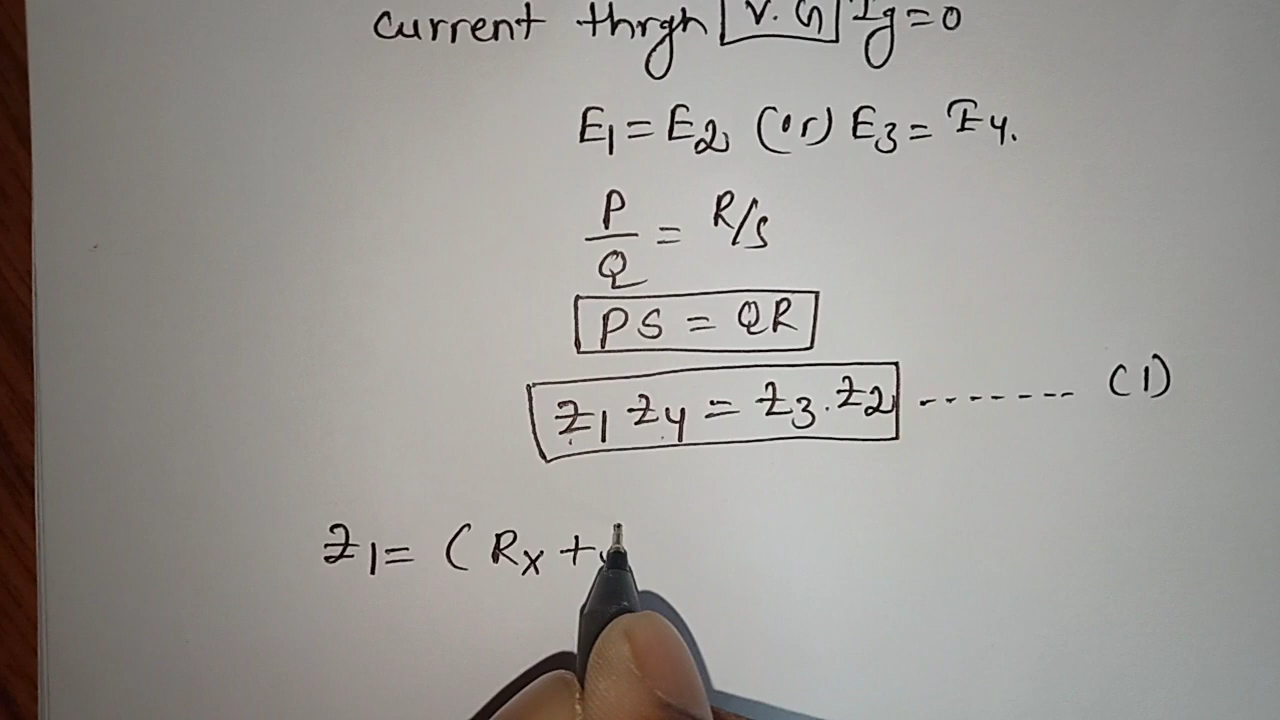 current thrgh V. G Ig=0
E1 = E2 (or) E3 = E4.
P/Q = R/S
PS = QR
Z1 Z4 = Z3.Z2 ------- (1)
Z1 = ( Rx +